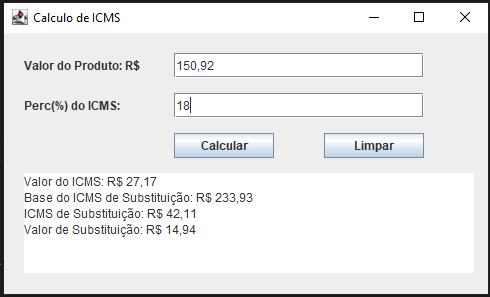 Calculo de ICMS
Valor do Produto: R$ 150,92
Perc(%) do ICMS: 18
Calcular Limpar
Valor do ICMS: R$ 27,17
Base do ICMS de Substituição: R$ 233,93
ICMS de Substituição: R$ 42,11
Valor de Substituição: R$ 14,94